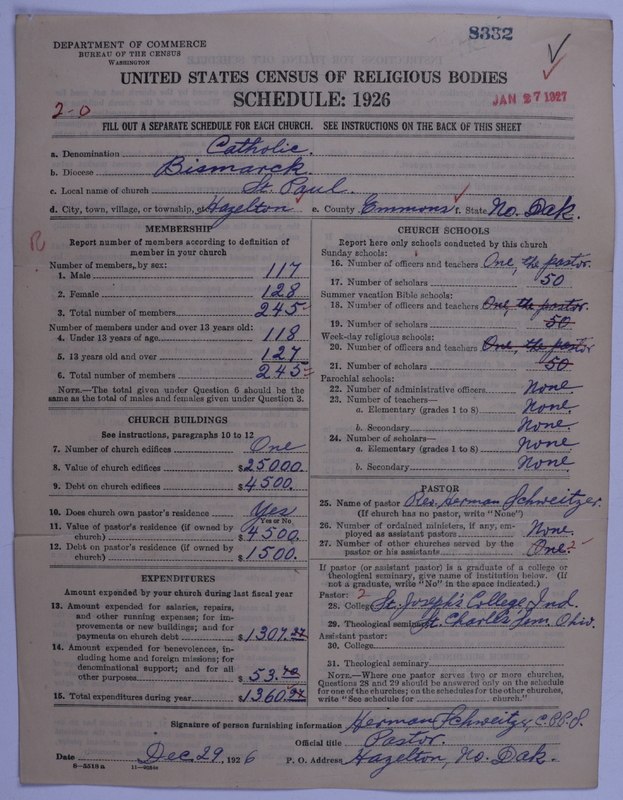 8332
DEPARTMENT OF COMMERCE
BUREAU OF THE CENSUS
WASHINGTON
UNITED STATES CENSUS OF RELIGIOUS BODIES
SCHEDULE: 1926
JAN 27 1927
2-0
FILL OUT A SEPARATE SCHEDULE FOR EACH CHURCH. SEE INSTRUCTIONS ON THE BACK OF THIS SHEET
a. Denomination Catholic.
b. Diocese Bismarck.
c. Local name of church St. Paul.
d. City, town, village, or township, etc. Hazelton e. County Emmons f. State No. Dak.
R
MEMBERSHIP
Report number of members according to definition of
member in your church
Number of members, by sex:
1. Male 117
2. Female 128
3. Total number of members 245
Number of members under and over 13 years old:
4. Under 13 years of age 118
5. 13 years old and over 127
6. Total number of members 245
NOTE.—The total given under Question 6 should be the
same as the total of males and females given under Question 3.
CHURCH BUILDINGS
See instructions, paragraphs 10 to 12
7. Number of church edifices One
8. Value of church edifices $25000.
9. Debt on church edifices $4500.
10. Does church own pastor's residence Yes
Yes or No
11. Value of pastor's residence (if owned by
church) $4500.
12. Debt on pastor's residence (if owned by
church) $1500.
EXPENDITURES
Amount expended by church during last fiscal year
13. Amount expended for salaries, repairs,
and other running expenses; for im-
provements or new buildings; and for
payments on church debt $1307.
14. Amount expended for benevolences, in-
cluding home and foreign missions; for
denominational support; and for all
other purposes $53.
15. Total expenditures during year $1360.
CHURCH SCHOOLS
Report here only schools conducted by this church
Sunday schools:
16. Number of officers and teachers One, the pastor.
17. Number of scholars 50
Summer vacation Bible schools:
18. Number of officers and teachers One, the pastor.
19. Number of scholars 50
Week-day religious schools:
20. Number of officers and teachers One, the pastor
21. Number of scholars 50
Parochial schools:
22. Number of administrative officers None
23. Number of teachers—
a. Elementary (grades 1 to 8) None.
b. Secondary None.
24. Number of scholars—
a. Elementary (grades 1 to 8) None
b. Secondary None
PASTOR
25. Name of pastor Rev. Herman Schweitzer.
(If church has no pastor, write "None")
26. Number of ordained ministers, if any, em-
ployed as assistant pastors None.
27. Number of other churches served by the
pastor or his assistants One. 2
If pastor (or assistant pastor) is a graduate of a college or
theological seminary, give name of institution below. (If
not a graduate, write "No" in the space indicated.)
Pastor: 2
28. College St. Joseph's College, Ind.
29. Theological seminary St. Charles Sem. Ohio.
Assistant pastor:
30. College
31. Theological seminary
NOTE.—Where one pastor serves two or more churches,
Questions 28 and 29 should be answered only on the schedule
for one of the churches; on the schedules for the other churches,
write "See schedule for church."
Signature of person furnishing information Herman Schweitzer, C.PP.S.
Official title Pastor.
Date Dec. 29, 1926 P. O. Address Hazelton, No. Dak.
8—3518a 11—9264